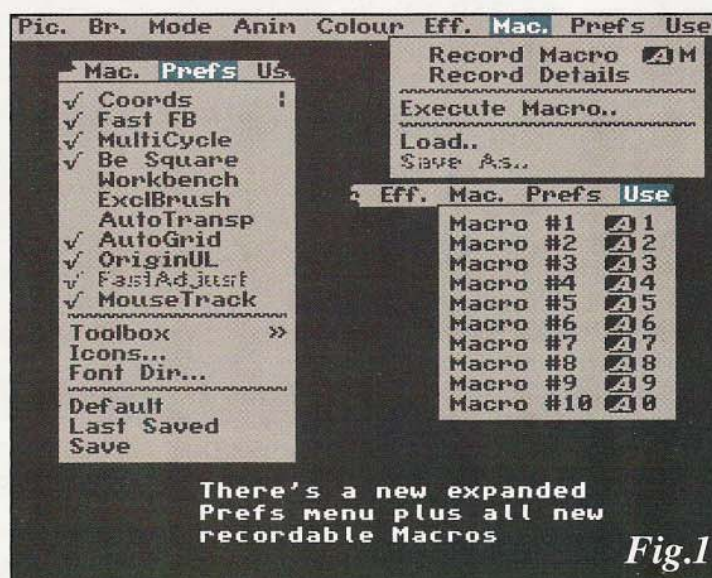 Pic. Br. Mode Anim Colour Eff. Mac. Prefs Use
Mac. Prefs Us
✓ Coords
✓ Fast FB
✓ MultiCycle
✓ Be Square
Workbench
ExclBrush
AutoTransp
✓ AutoGrid
✓ OriginUL
✓ FastAdjust
✓ MouseTrack
Toolbox »
Icons...
Font Dir...
Default
Last Saved
Save
Record Macro A M
Record Details
Execute Macro..
Load..
Save As..
Eff. Mac. Prefs Use
Macro #1 A 1
Macro #2 A 2
Macro #3 A 3
Macro #4 A 4
Macro #5 A 5
Macro #6 A 6
Macro #7 A 7
Macro #8 A 8
Macro #9 A 9
Macro #10 A 0
There's a new expanded
Prefs menu plus all new
recordable Macros
Fig.1